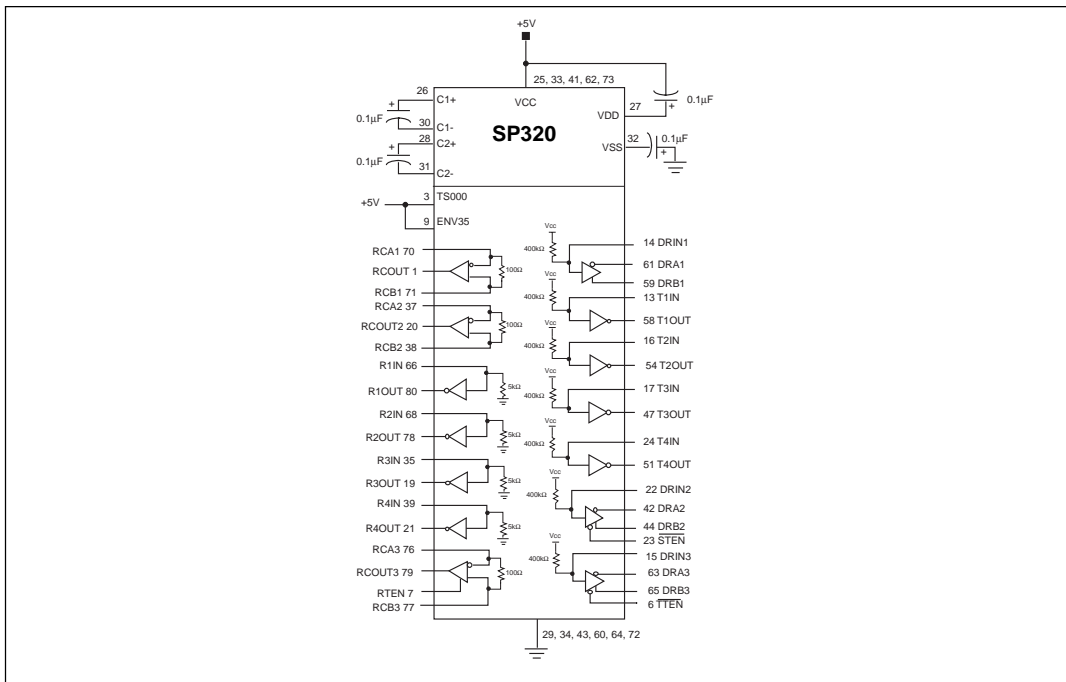 +5V
25, 33, 41, 62, 73
26
C1+
VCC
27
VDD
0.1µF
+
+
0.1µF
30
C1-
SP320
28
C2+
32
VSS
0.1µF
+
+
0.1µF
31
C2-
3
TS000
+5V
9
ENV35
RCA1 70
RCOUT 1
100Ω
RCB1 71
RCA2 37
RCOUT2 20
100Ω
RCB2 38
R1IN 66
R1OUT 80
5kΩ
R2IN 68
R2OUT 78
5kΩ
R3IN 35
R3OUT 19
5kΩ
R4IN 39
R4OUT 21
5kΩ
RCA3 76
RCOUT3 79
100Ω
RTEN 7
RCB3 77
Vcc
400kΩ
14 DRIN1
61 DRA1
59 DRB1
Vcc
400kΩ
13 T1IN
58 T1OUT
Vcc
400kΩ
16 T2IN
54 T2OUT
Vcc
400kΩ
17 T3IN
47 T3OUT
Vcc
400kΩ
24 T4IN
51 T4OUT
Vcc
400kΩ
22 DRIN2
42 DRA2
44 DRB2
23 STEN
Vcc
400kΩ
15 DRIN3
63 DRA3
65 DRB3
6 TTEN
29, 34, 43, 60, 64, 72